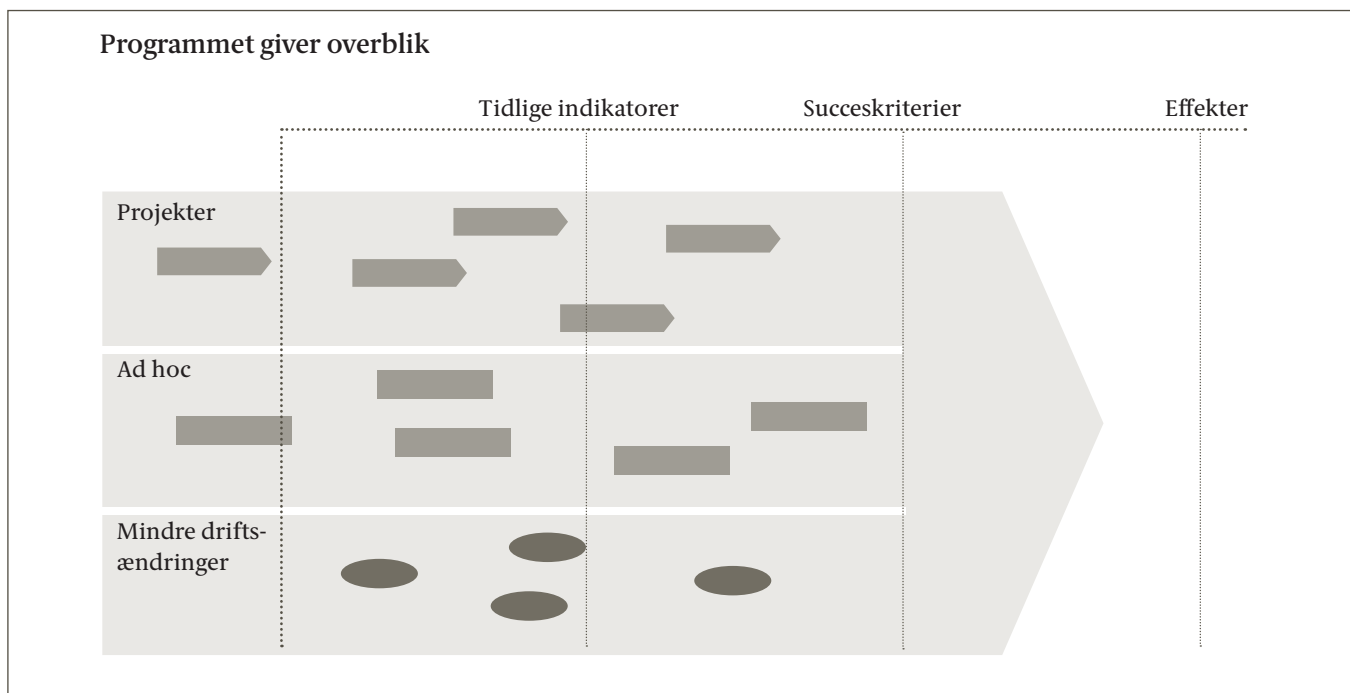 Programmet giver overblik
Tidlige indikatorer
Succeskriterier
Effekter
Projekter
Ad hoc
Mindre drifts-
ændringer